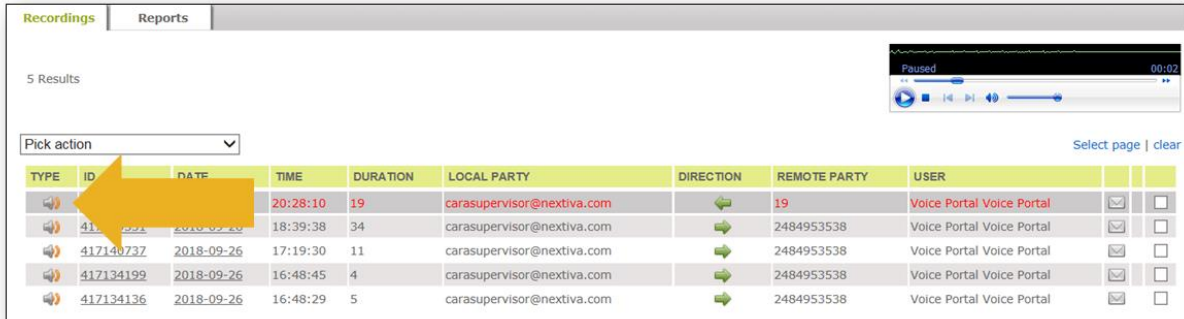 Recordings Reports
5 Results
Paused 00:02
Pick action
Select page | clear
TYPE ID DATE TIME DURATION LOCAL PARTY DIRECTION REMOTE PARTY USER
20:28:10 19 carasupervisor@nextiva.com 19 Voice Portal Voice Portal
18:39:38 34 carasupervisor@nextiva.com 2484953538 Voice Portal Voice Portal
417140737 2018-09-26 17:19:30 11 carasupervisor@nextiva.com 2484953538 Voice Portal Voice Portal
417134199 2018-09-26 16:48:45 4 carasupervisor@nextiva.com 2484953538 Voice Portal Voice Portal
417134136 2018-09-26 16:48:29 5 carasupervisor@nextiva.com 2484953538 Voice Portal Voice Portal